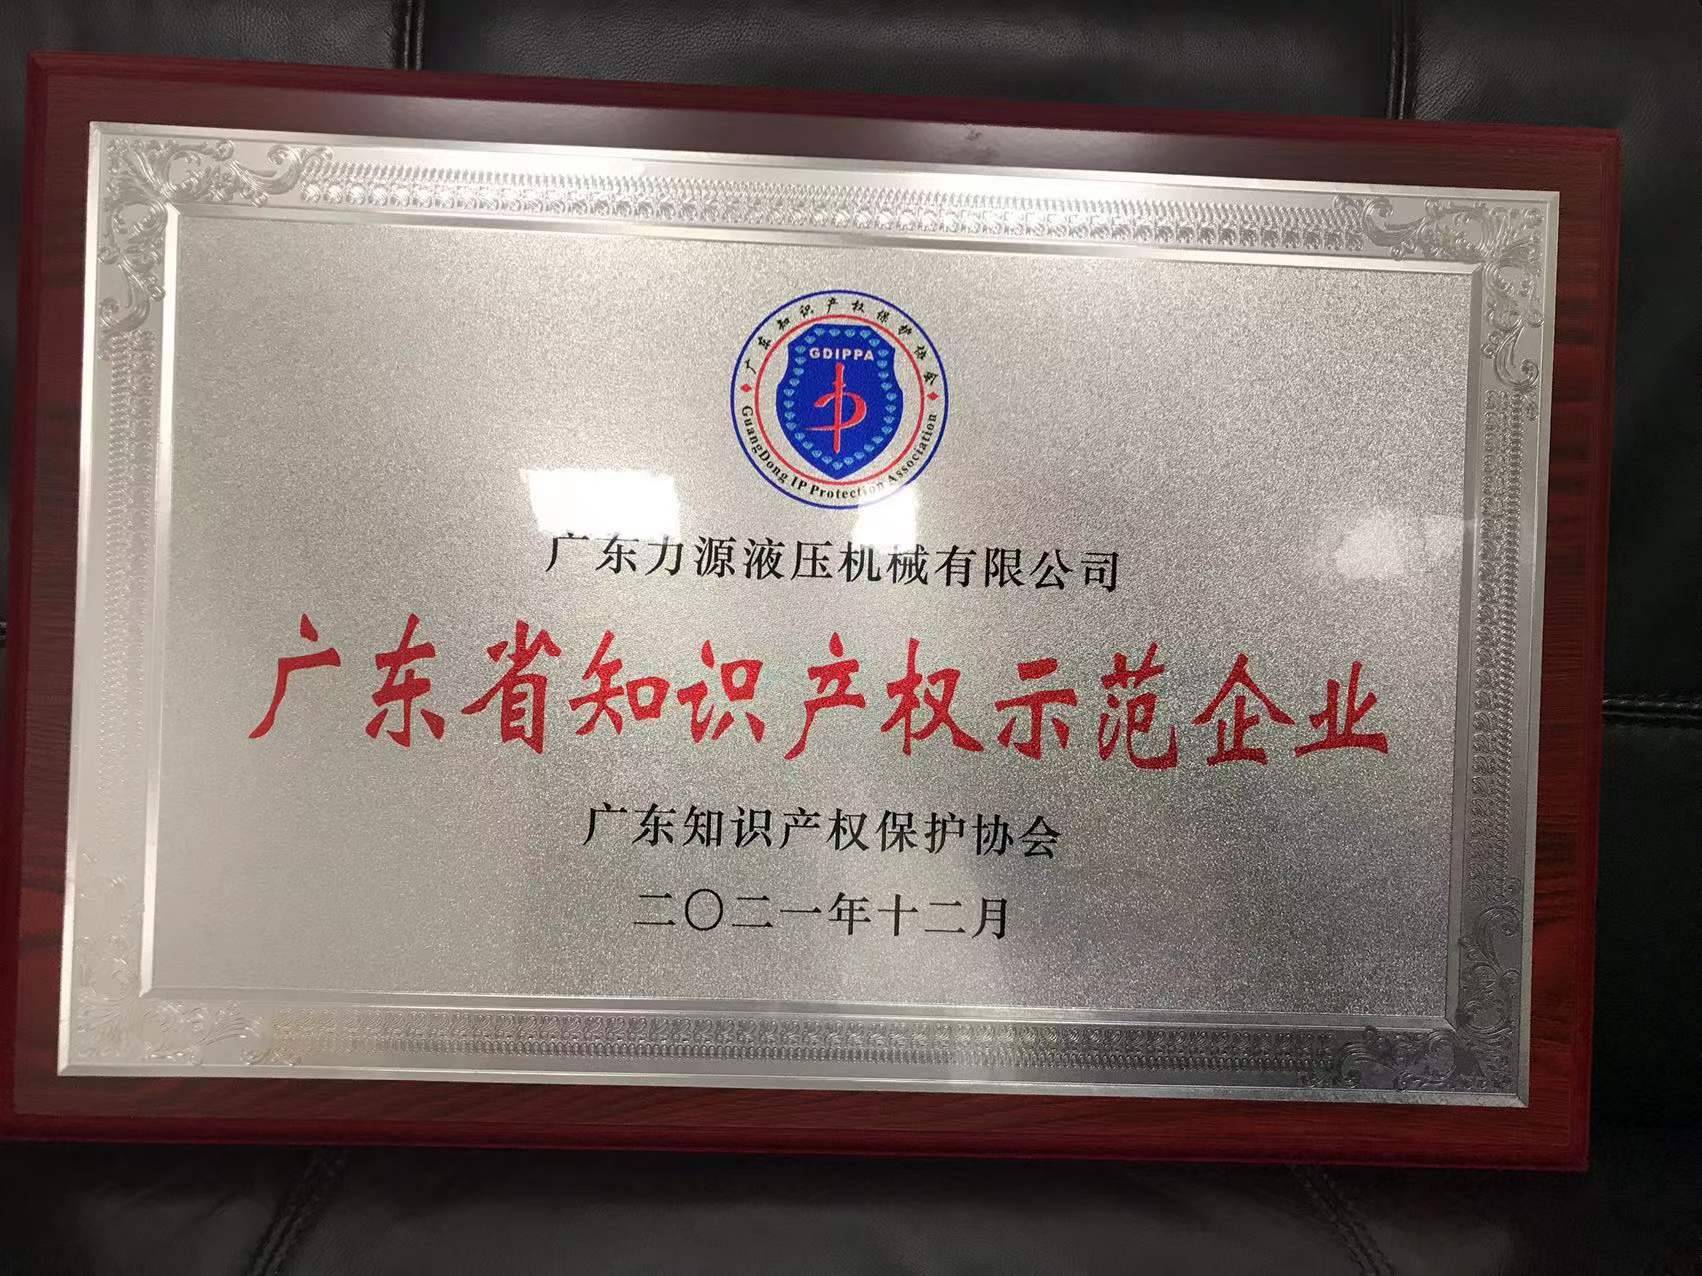 广东知识产权保护协会
GDIPPA
GuangDong IP Protection Association
广东力源液压机械有限公司
广东省知识产权示范企业
广东知识产权保护协会
二〇二一年十二月